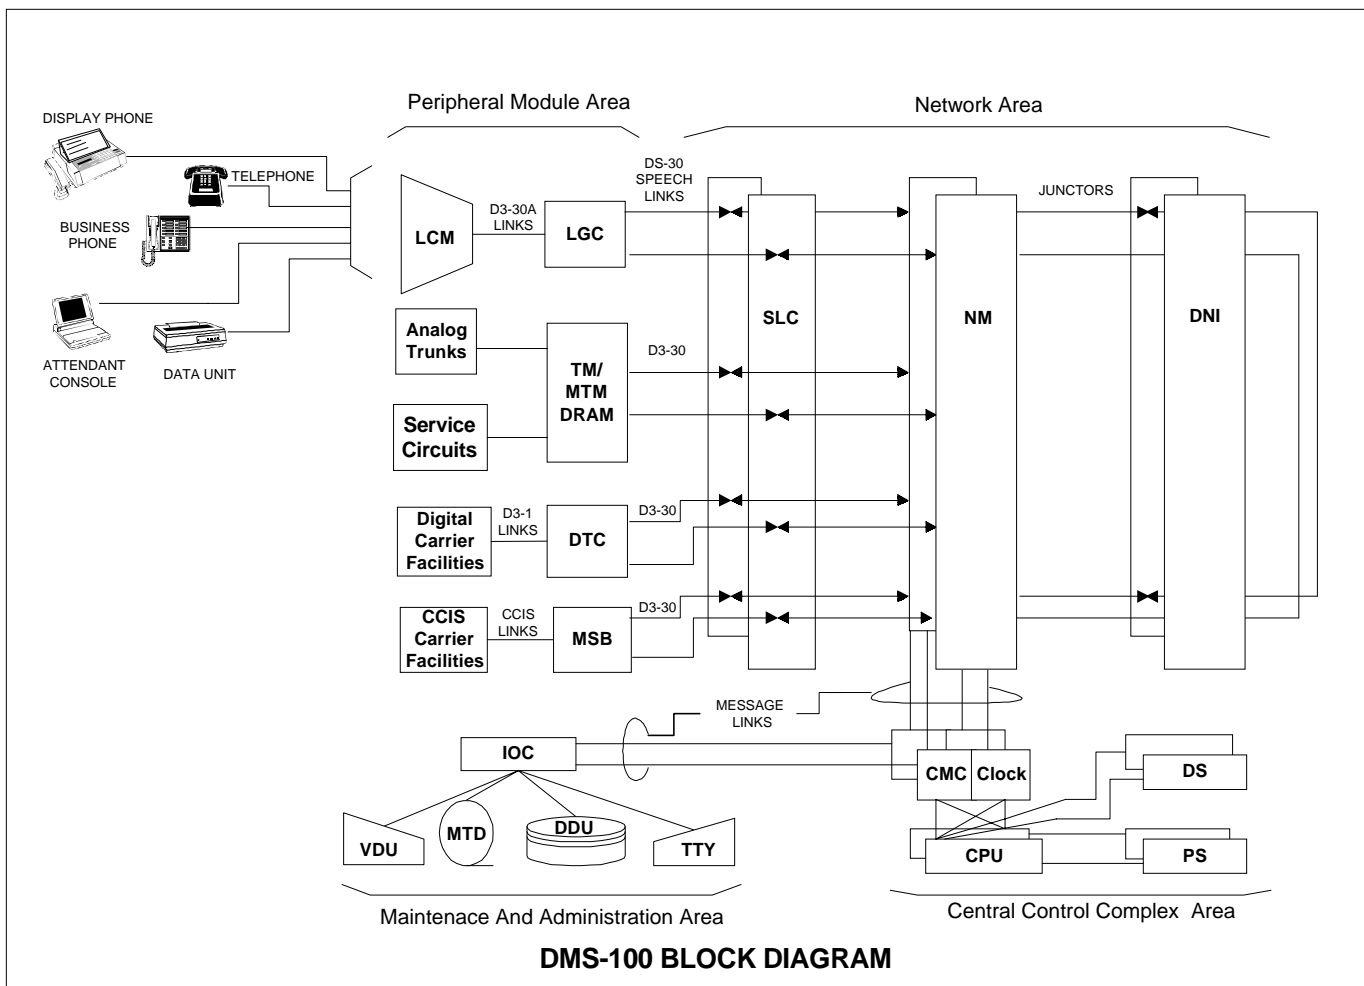 Peripheral Module Area
Network Area
DISPLAY PHONE
TELEPHONE
BUSINESS
PHONE
ATTENDANT
CONSOLE
DATA UNIT
LCM
D3-30A
LINKS
LGC
DS-30
SPEECH
LINKS
JUNCTORS
SLC
NM
DNI
Analog
Trunks
TM/
MTM
DRAM
D3-30
Service
Circuits
Digital
Carrier
Facilities
D3-1
LINKS
DTC
D3-30
CCIS
Carrier
Facilities
CCIS
LINKS
MSB
D3-30
MESSAGE
LINKS
IOC
CMC
Clock
DS
VDU
MTD
DDU
TTY
CPU
PS
Maintenace And Administration Area
Central Control Complex Area
DMS-100 BLOCK DIAGRAM